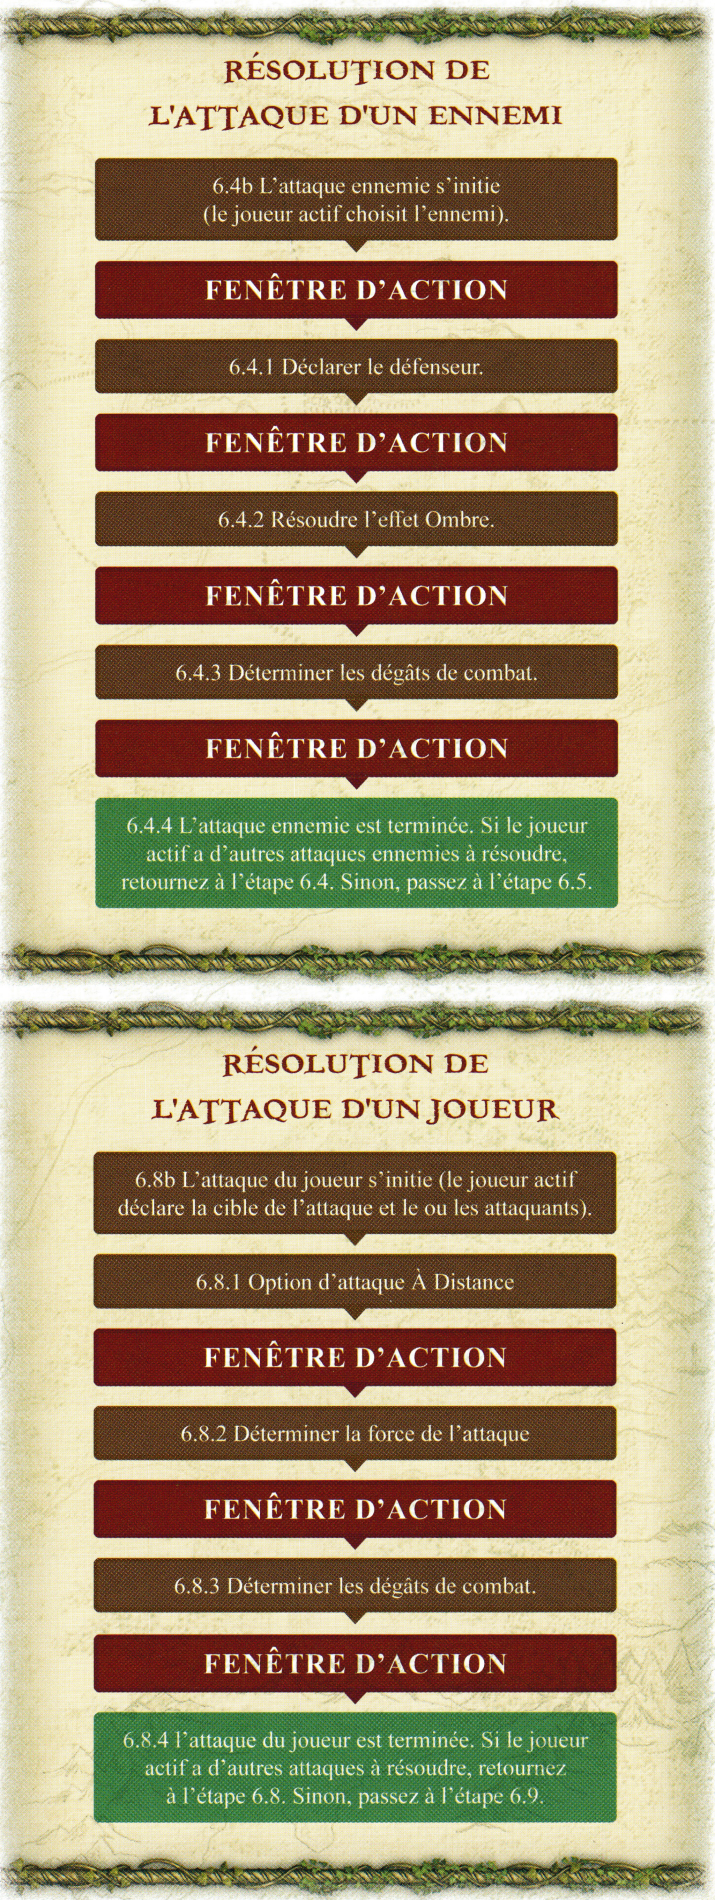 RÉSOLUTION DE
L'ATTAQUE D'UN ENNEMI
6.4b L’attaque ennemie s’initie
(le joueur actif choisit l’ennemi).
FENÊTRE D’ACTION
6.4.1 Déclarer le défenseur.
FENÊTRE D’ACTION
6.4.2 Résoudre l’effet Ombre.
FENÊTRE D’ACTION
6.4.3 Déterminer les dégâts de combat.
FENÊTRE D’ACTION
6.4.4 L’attaque ennemie est terminée. Si le joueur
actif a d’autres attaques ennemies à résoudre,
retournez à l’étape 6.4. Sinon, passez à l’étape 6.5.
RÉSOLUTION DE
L'ATTAQUE D'UN JOUEUR
6.8b L’attaque du joueur s’initie (le joueur actif
déclare la cible de l’attaque et le ou les attaquants).
6.8.1 Option d’attaque À Distance
FENÊTRE D’ACTION
6.8.2 Déterminer la force de l’attaque
FENÊTRE D’ACTION
6.8.3 Déterminer les dégâts de combat.
FENÊTRE D’ACTION
6.8.4 l’attaque du joueur est terminée. Si le joueur
actif a d’autres attaques à résoudre, retournez
à l’étape 6.8. Sinon, passez à l’étape 6.9.